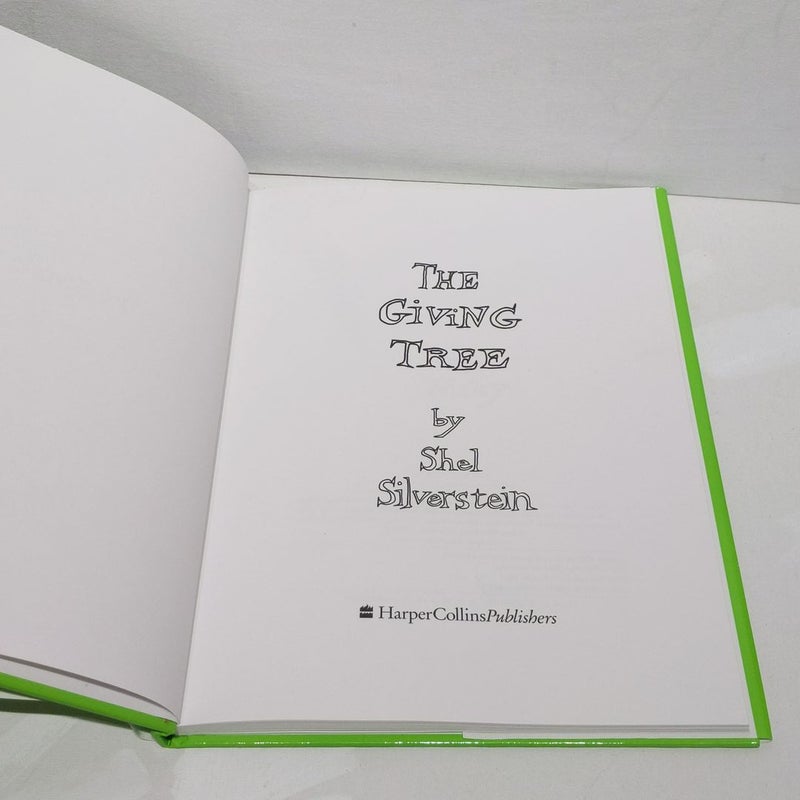 THE
GiViNG
TREE
by
Shel
Silverstein
HarperCollinsPublishers